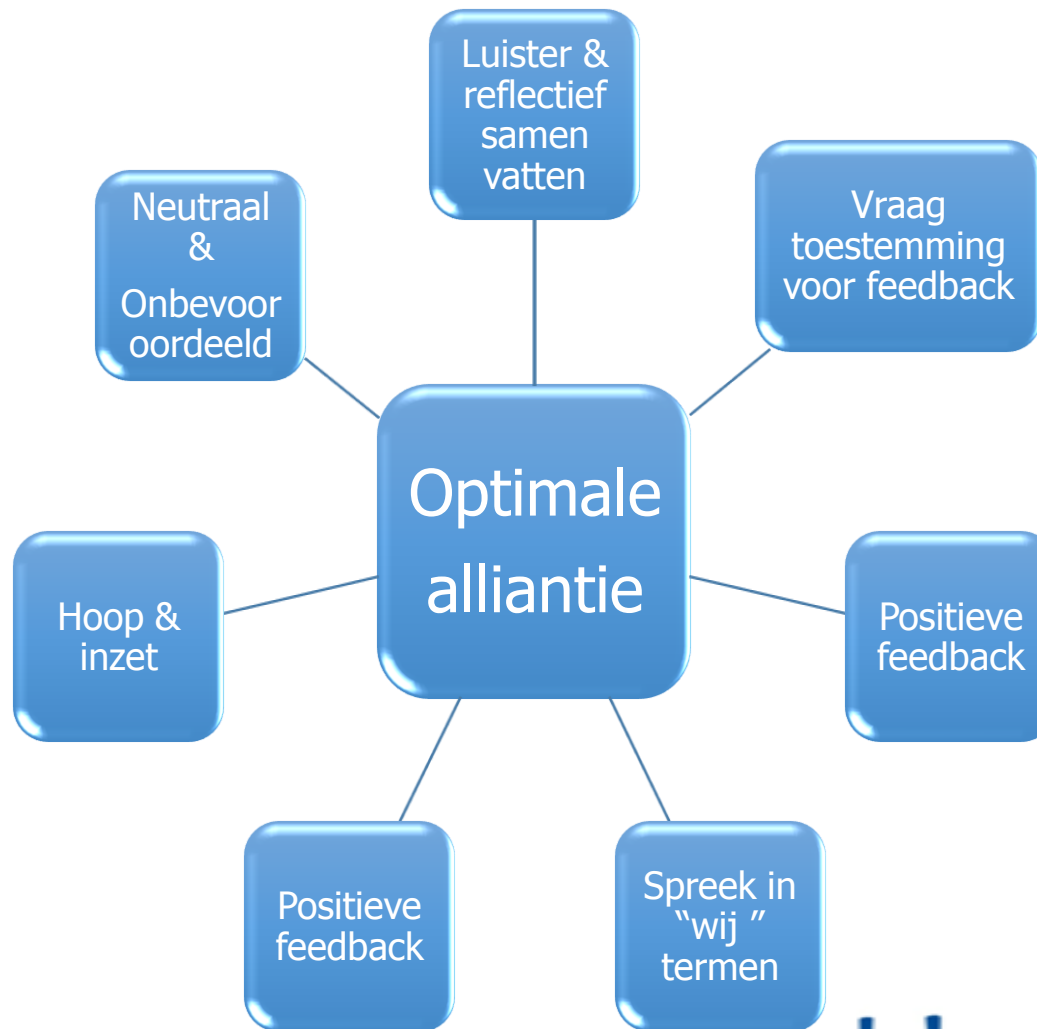 Luister &
reflectief
samen
vatten
Neutraal
&
Onbevoor
oordeeld
Vraag
toestemming
voor feedback
Optimale
alliantie
Hoop &
inzet
Positieve
feedback
Positieve
feedback
Spreek in
“wij ”
termen